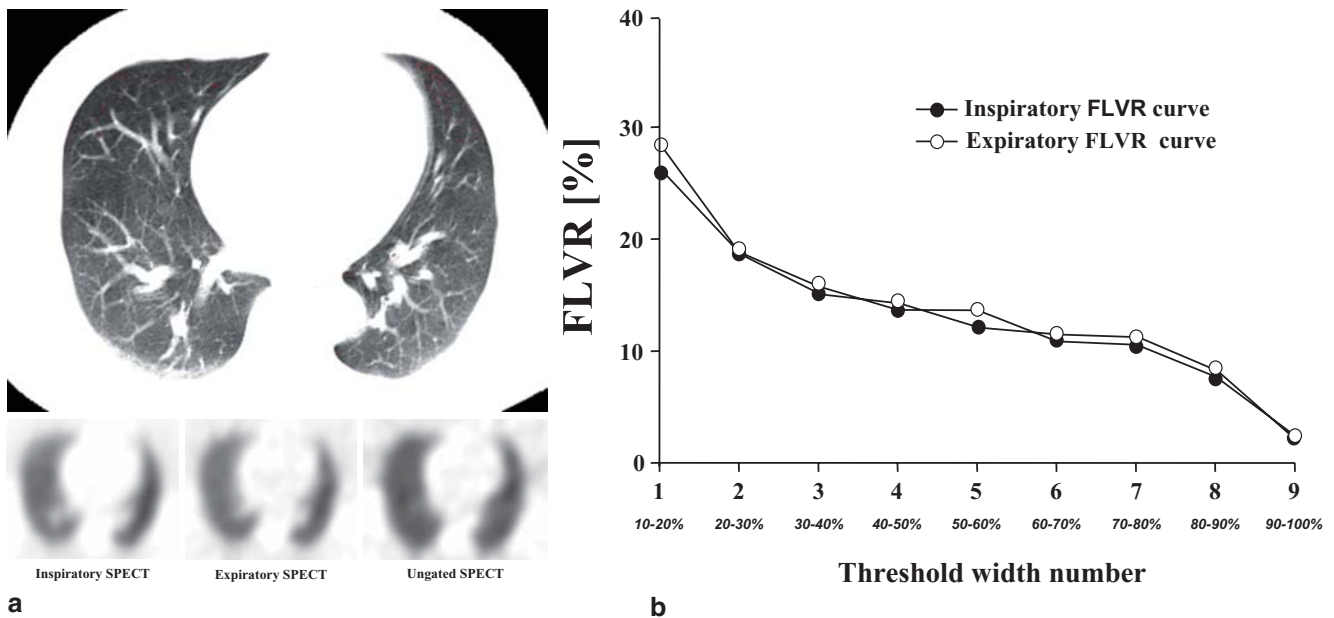 Inspiratory SPECT
Expiratory SPECT
Ungated SPECT
a
FLVR [%]
40
30
20
10
0
Inspiratory FLVR curve
Expiratory FLVR curve
1 2 3 4 5 6 7 8 9
10-20% 20-30% 30-40% 40-50% 50-60% 60-70% 70-80% 80-90% 90-100%
Threshold width number
b